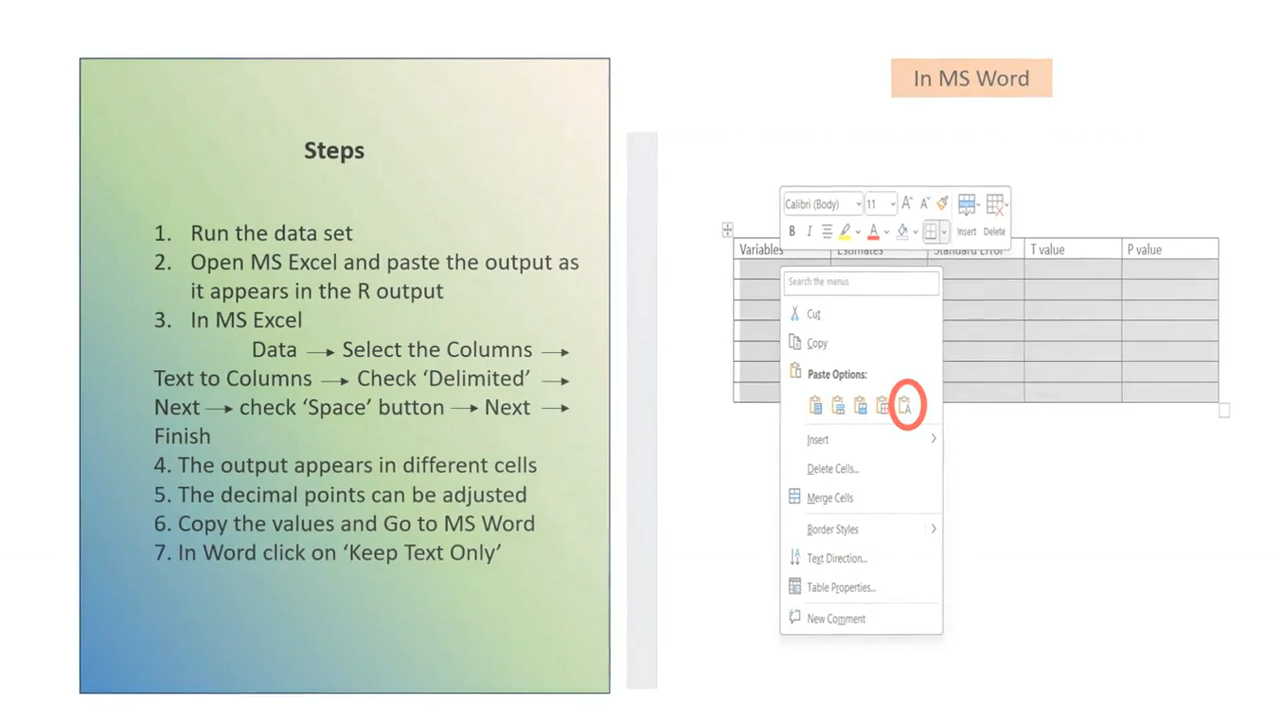 Steps
1. Run the data set
2. Open MS Excel and paste the output as
it appears in the R output
3. In MS Excel
Data → Select the Columns →
Text to Columns → Check ‘Delimited’ →
Next → check ‘Space’ button → Next →
Finish
4. The output appears in different cells
5. The decimal points can be adjusted
6. Copy the values and Go to MS Word
7. In Word click on ‘Keep Text Only’
In MS Word
Calibri (Body) 11 A A
B I A Insert Delete
Variables Estimates Standard Error T value P value
Search the menus
Cut
Copy
Paste Options:
Insert
Delete Cells...
Merge Cells
Border Styles
Text Direction...
Table Properties...
New Comment